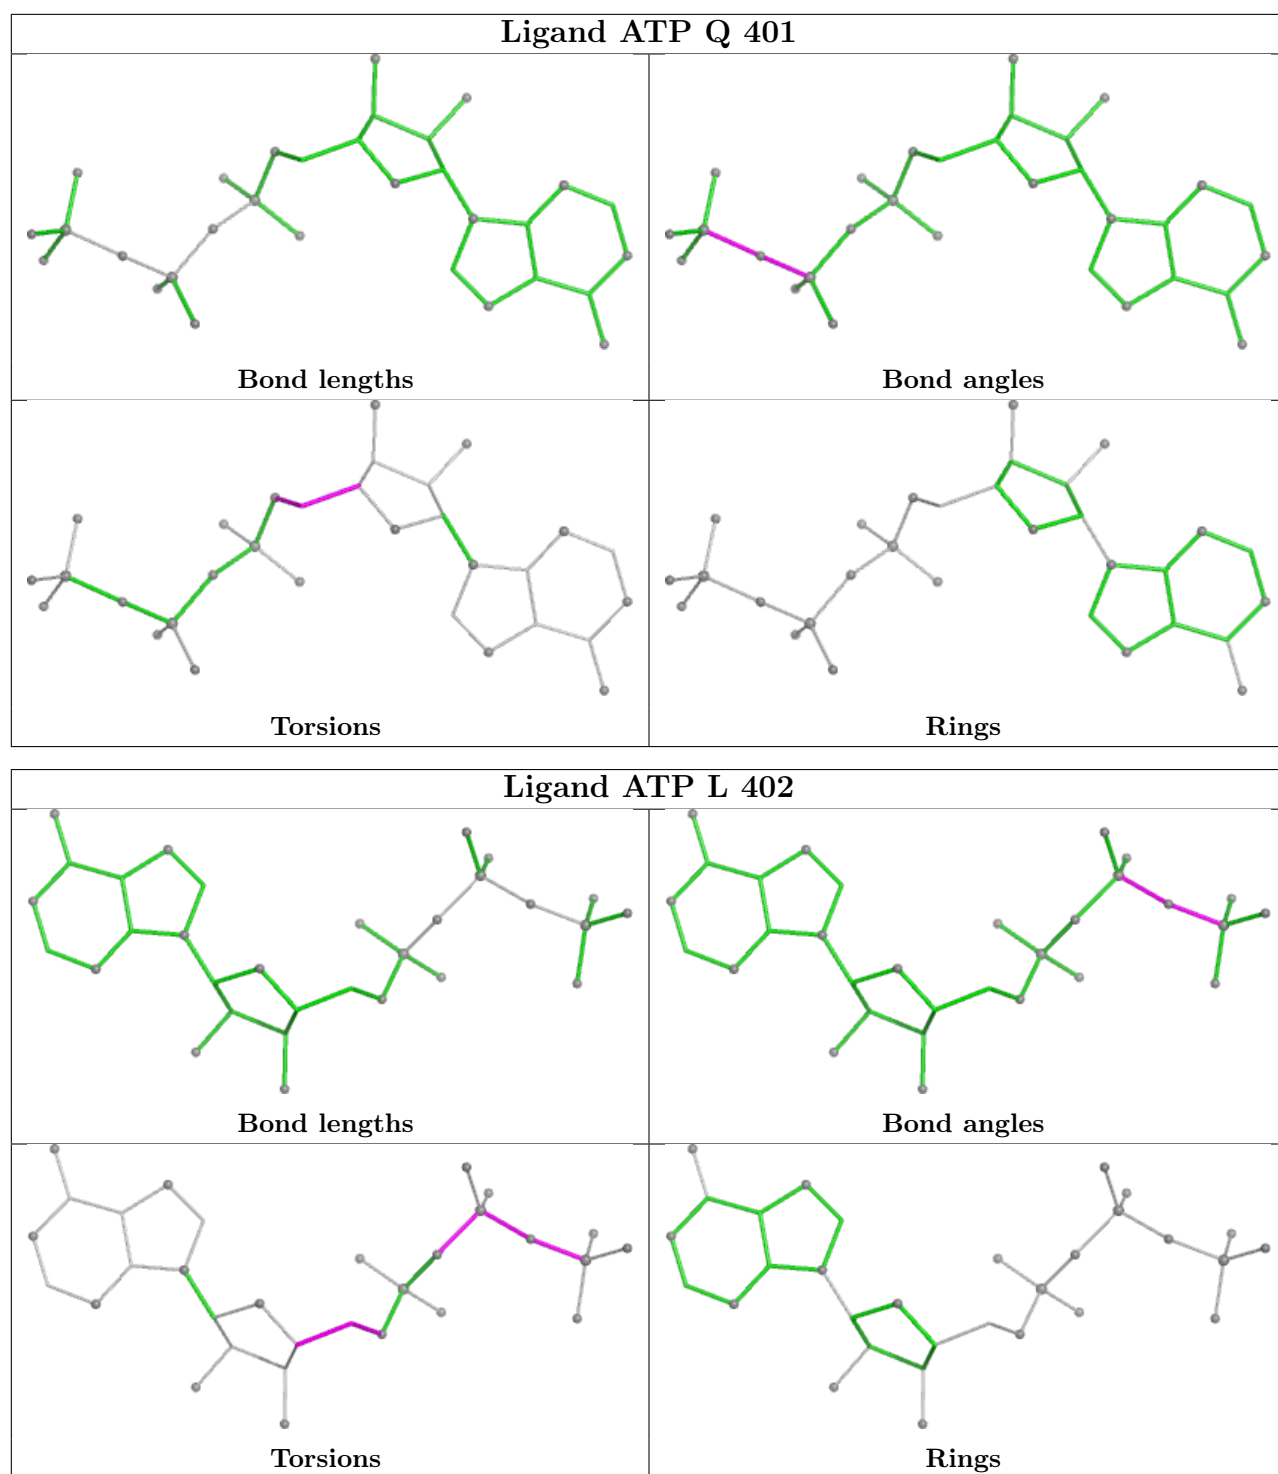 Ligand ATP Q 401
Bond lengths
Bond angles
Torsions
Rings
Ligand ATP L 402
Bond lengths
Bond angles
Torsions
Rings